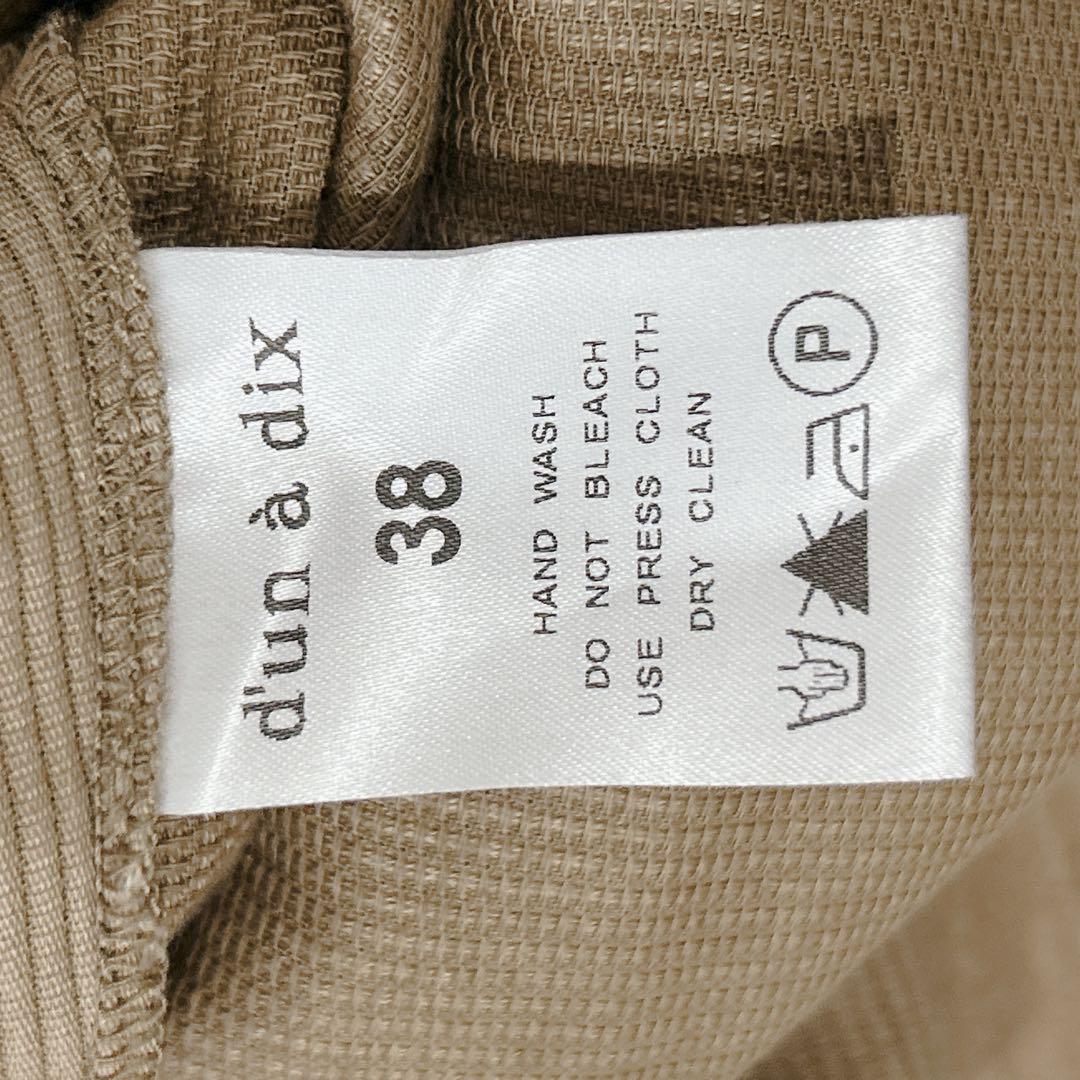 d'un à dix
38
HAND WASH
DO NOT BLEACH
USE PRESS CLOTH
DRY CLEAN
P